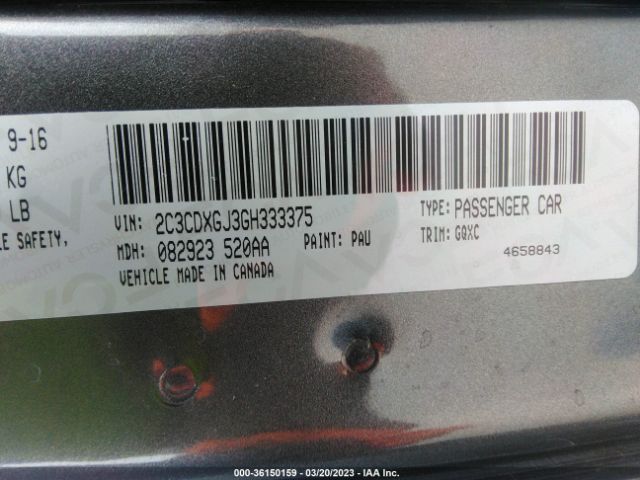 9-16
KG
LB
LE SAFETY,
VIN: 2C3CDXGJ3GH333375
TYPE: PASSENGER CAR
MDH: 082923 520AA
PAINT: PAU
TRIM: GQXC
VEHICLE MADE IN CANADA
4658843
000-36150159 — 03/20/2023 — IAA Inc.